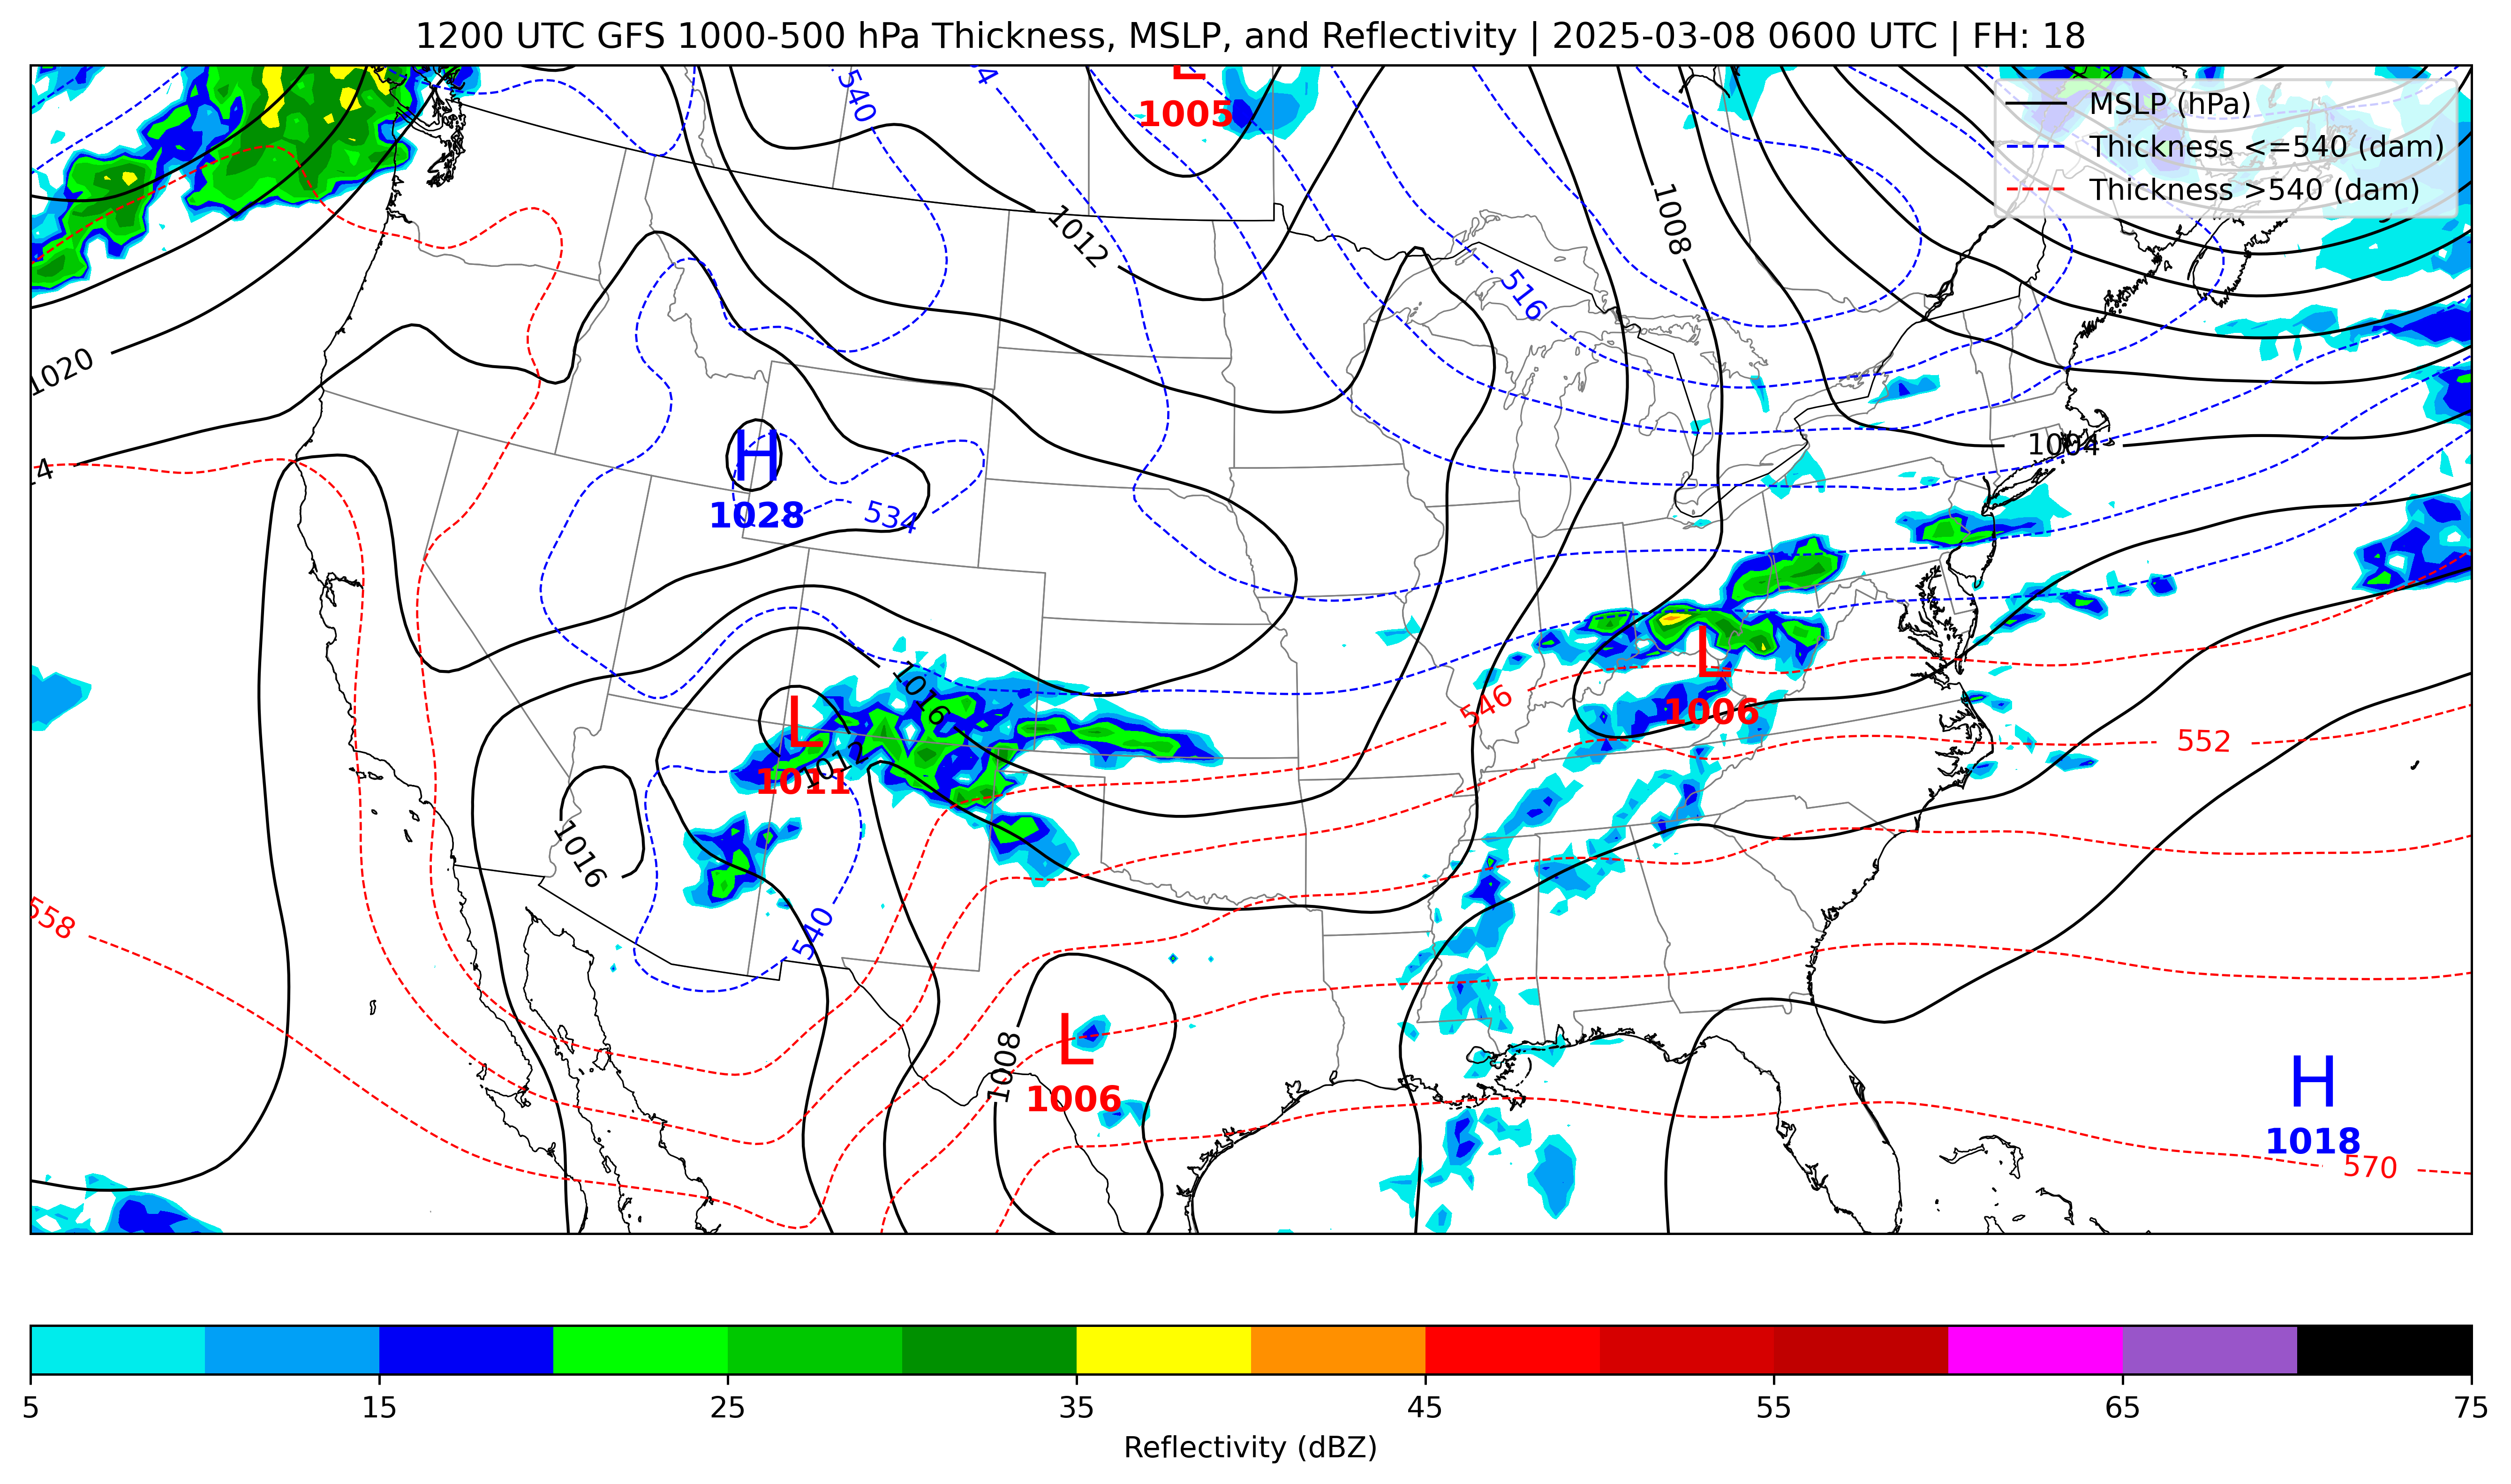 1200 UTC GFS 1000-500 hPa Thickness, MSLP, and Reflectivity | 2025-03-08 0600 UTC | FH: 18
MSLP (hPa)
Thickness <=540 (dam)
Thickness >540 (dam)
540
4
L
1005
1008
1012
516
1020
4
1004
H
1028
534
1016
L
1011
1012
546
L
1006
552
1016
558
540
1008
L
1006
H
1018
570
5 15 25 35 45 55 65 75
Reflectivity (dBZ)